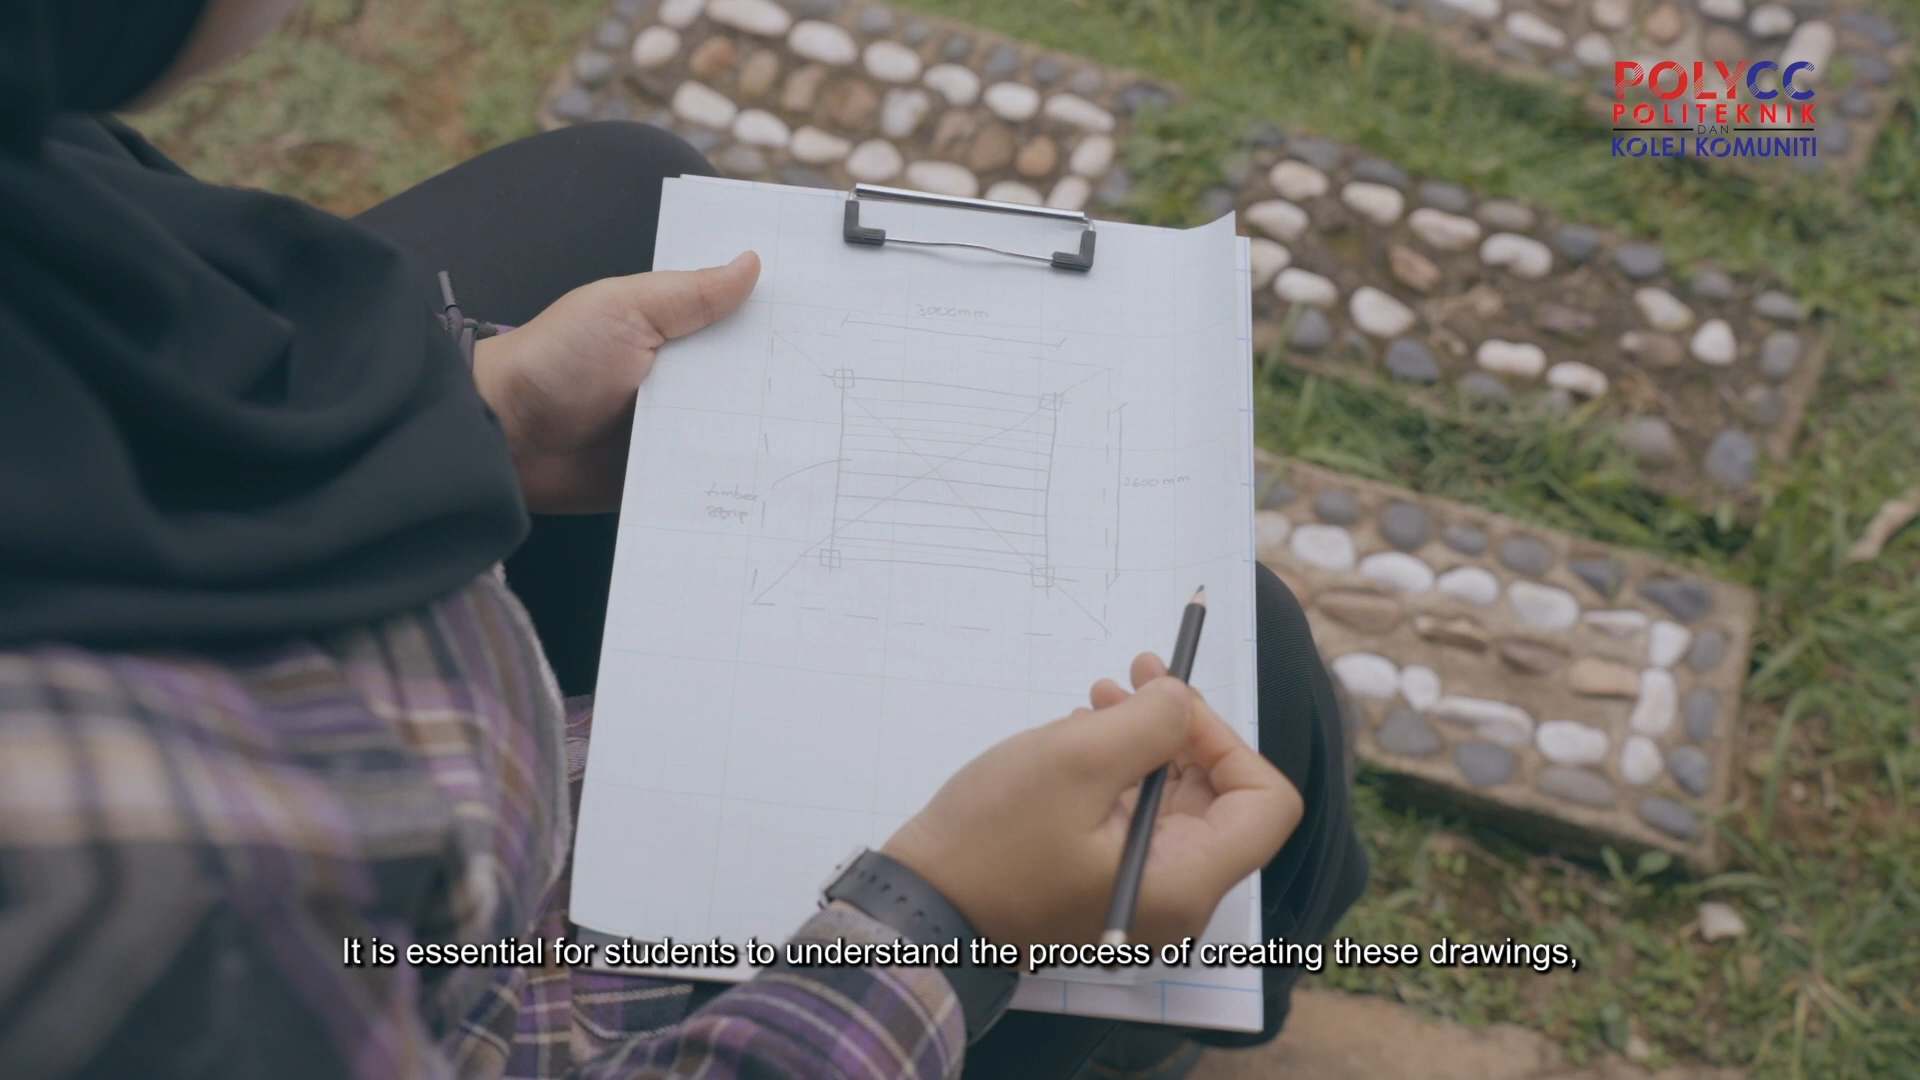 POLYCC
POLITEKNIK
DAN
KOLEJ KOMUNITI
3000mm
2600mm
timber
strip
It is essential for students to understand the process of creating these drawings,